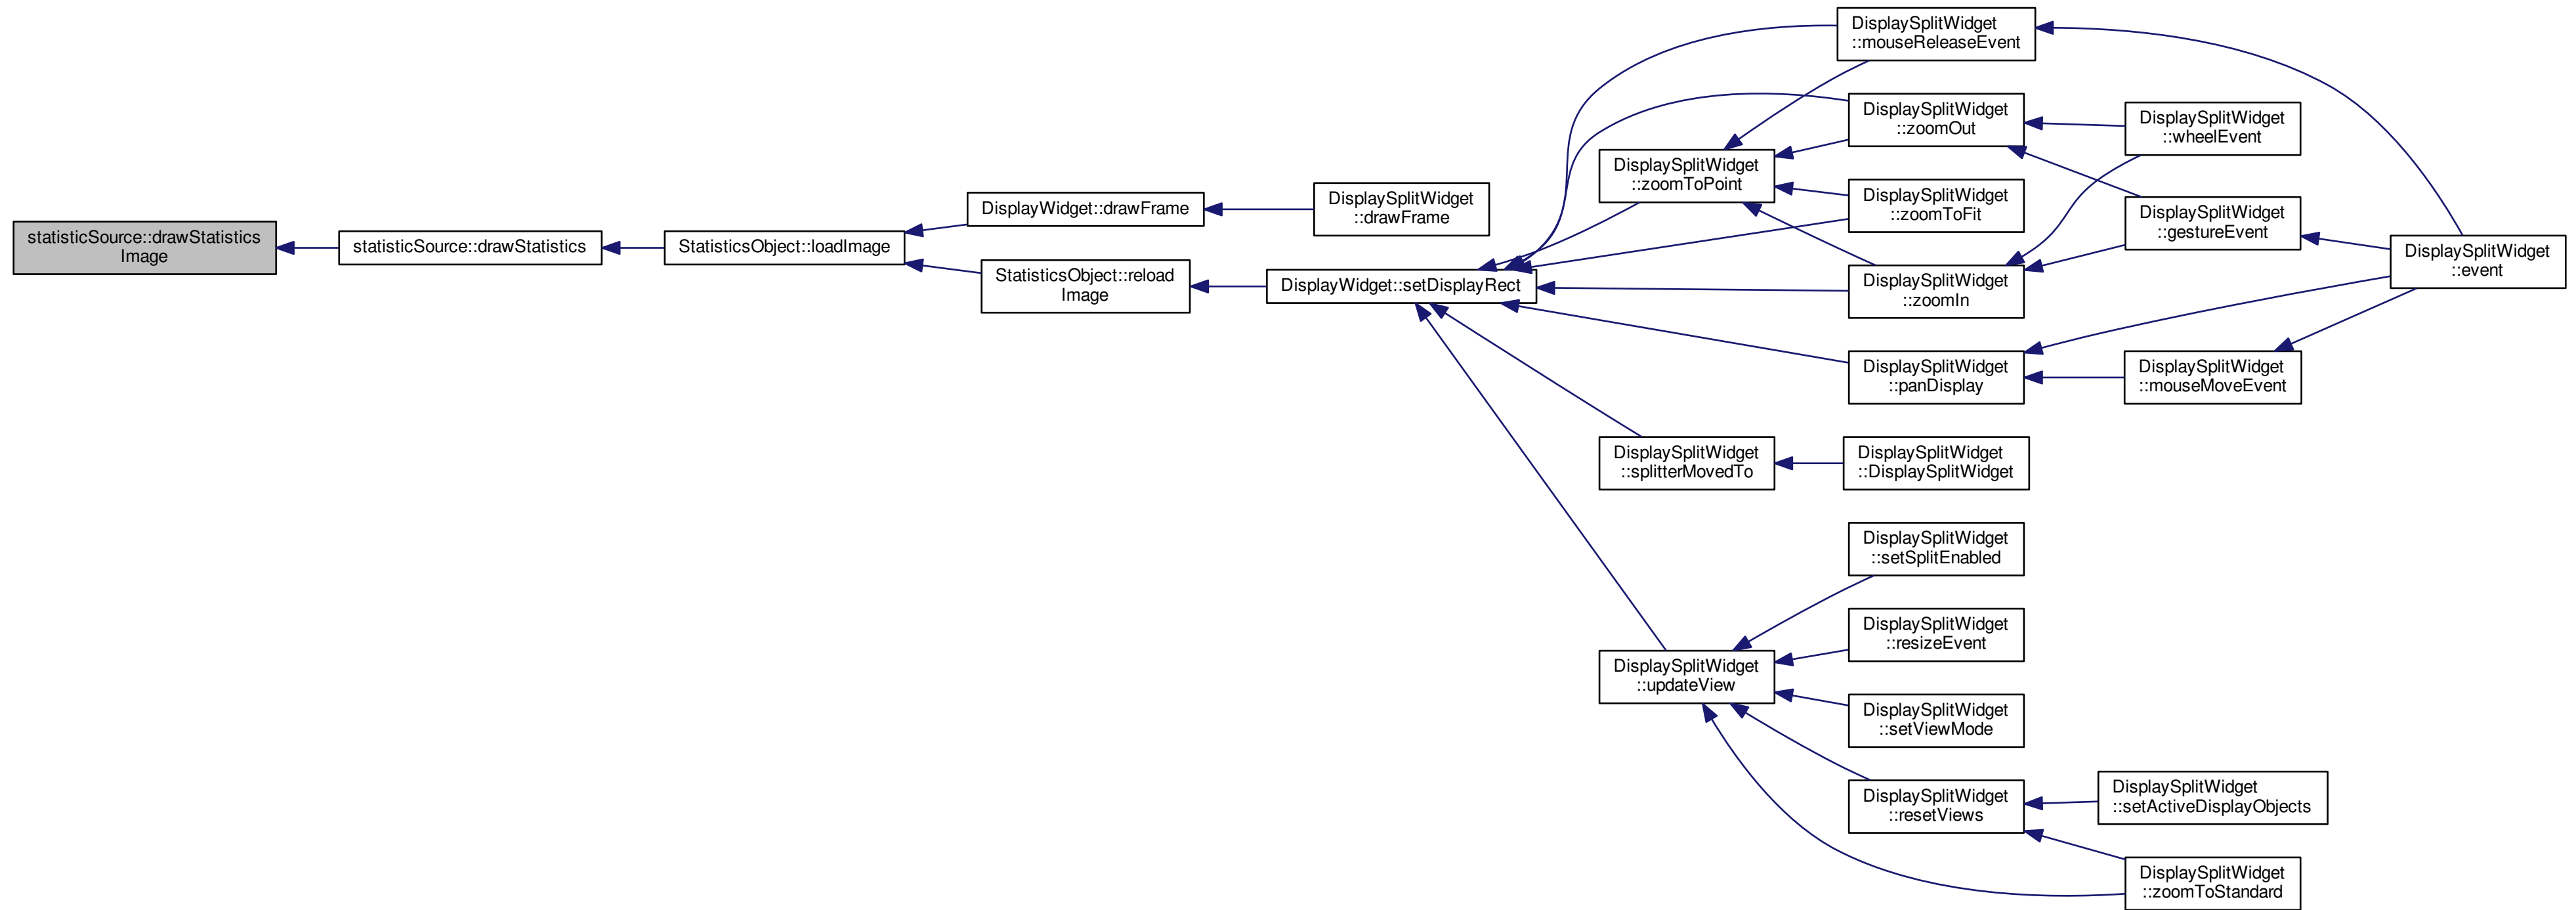 statisticSource::drawStatistics
Image
statisticSource::drawStatistics
StatisticsObject::loadImage
DisplayWidget::drawFrame
DisplaySplitWidget
::drawFrame
StatisticsObject::reload
Image
DisplayWidget::setDisplayRect
DisplaySplitWidget
::zoomToPoint
DisplaySplitWidget
::mouseReleaseEvent
DisplaySplitWidget
::zoomOut
DisplaySplitWidget
::zoomToFit
DisplaySplitWidget
::zoomIn
DisplaySplitWidget
::wheelEvent
DisplaySplitWidget
::gestureEvent
DisplaySplitWidget
::event
DisplaySplitWidget
::panDisplay
DisplaySplitWidget
::mouseMoveEvent
DisplaySplitWidget
::splitterMovedTo
DisplaySplitWidget
::DisplaySplitWidget
DisplaySplitWidget
::updateView
DisplaySplitWidget
::setSplitEnabled
DisplaySplitWidget
::resizeEvent
DisplaySplitWidget
::setViewMode
DisplaySplitWidget
::resetViews
DisplaySplitWidget
::setActiveDisplayObjects
DisplaySplitWidget
::zoomToStandard